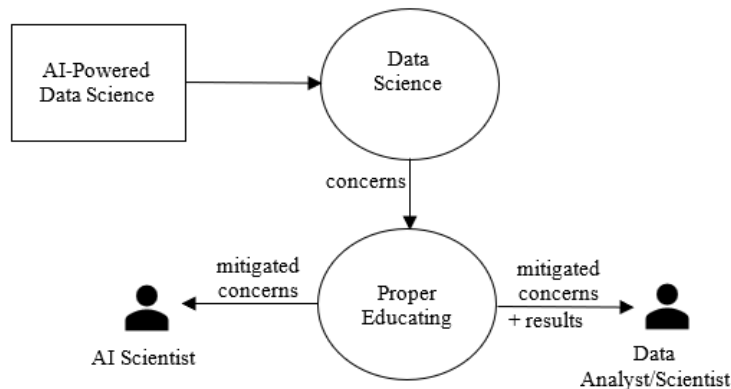 AI-Powered
Data Science
Data
Science
concerns
mitigated
concerns
Proper
Educating
mitigated
concerns
+ results
AI Scientist
Data
Analyst/Scientist